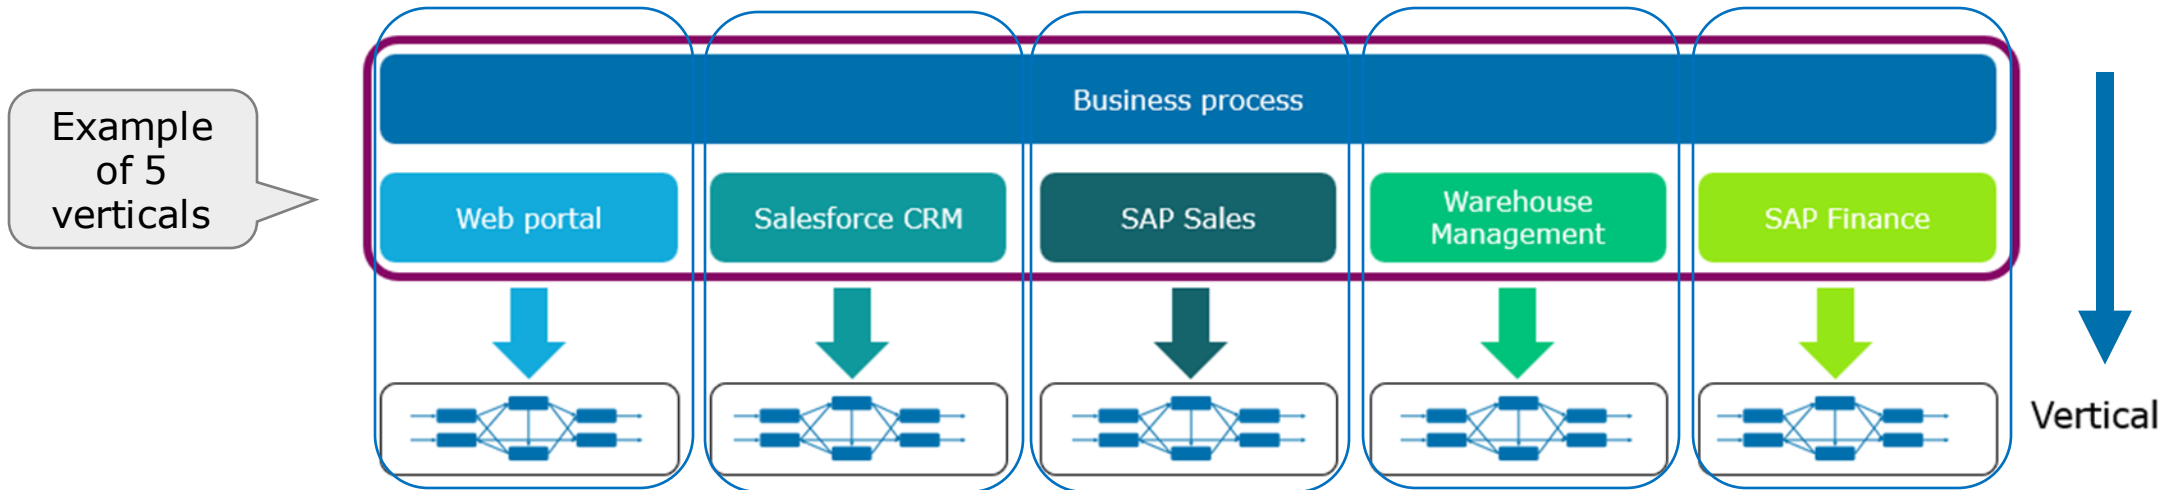 Example
of 5
verticals
Business process
Web portal
Salesforce CRM
SAP Sales
Warehouse
Management
SAP Finance
Vertical